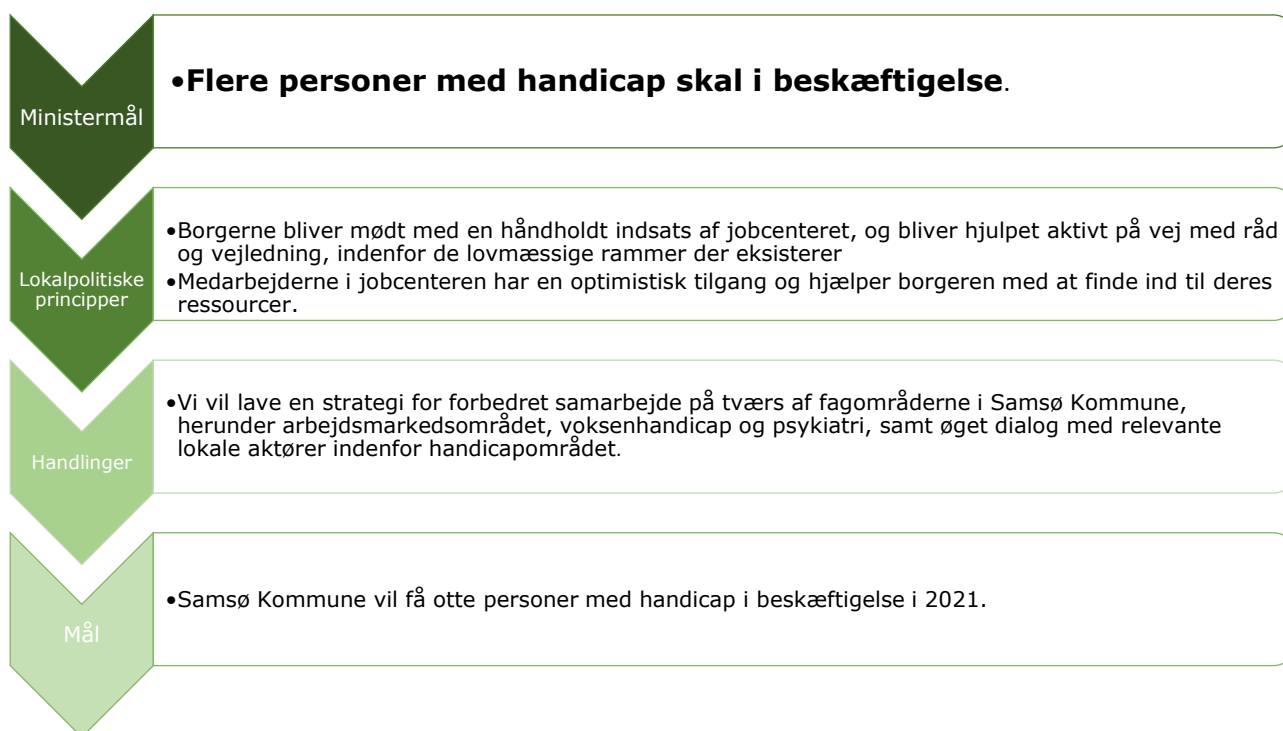 Ministermål
•Flere personer med handicap skal i beskæftigelse.
Lokalpolitiske
principper
•Borgerne bliver mødt med en håndholdt indsats af jobcenteret, og bliver hjulpet aktivt på vej med råd
og vejledning, indenfor de lovmæssige rammer der eksisterer
•Medarbejderne i jobcenteren har en optimistisk tilgang og hjælper borgeren med at finde ind til deres
ressourcer.
Handlinger
•Vi vil lave en strategi for forbedret samarbejde på tværs af fagområderne i Samsø Kommune,
herunder arbejdsmarkedsområdet, voksenhandicap og psykiatri, samt øget dialog med relevante
lokale aktører indenfor handicapområdet.
Mål
•Samsø Kommune vil få otte personer med handicap i beskæftigelse i 2021.